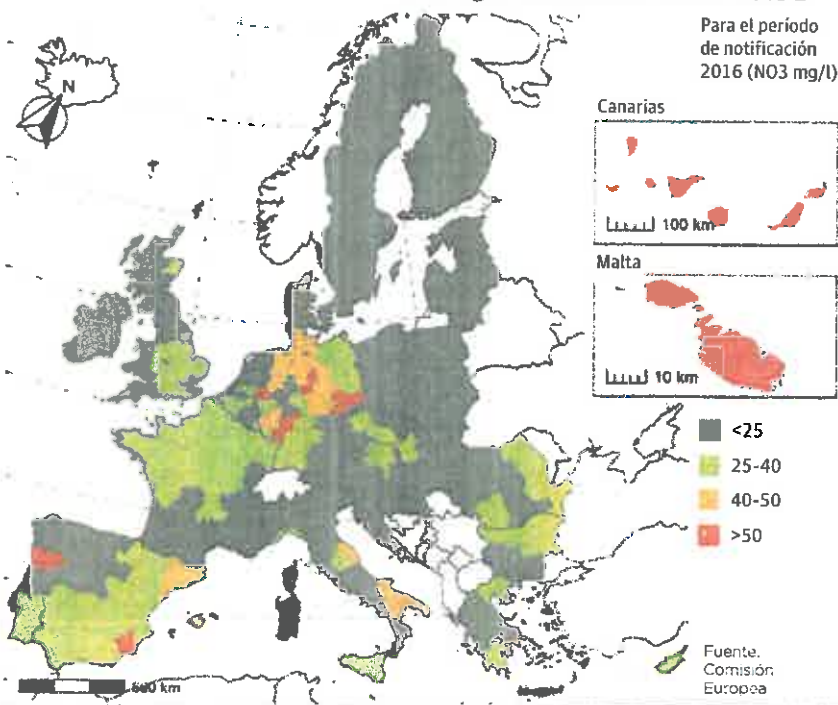 Para el período
de notificación
2016 (NO3 mg/l)
Canarias
100 km
Malta
10 km
N
<25
25-40
40-50
>50
Fuente.
Comisión
Europea
km